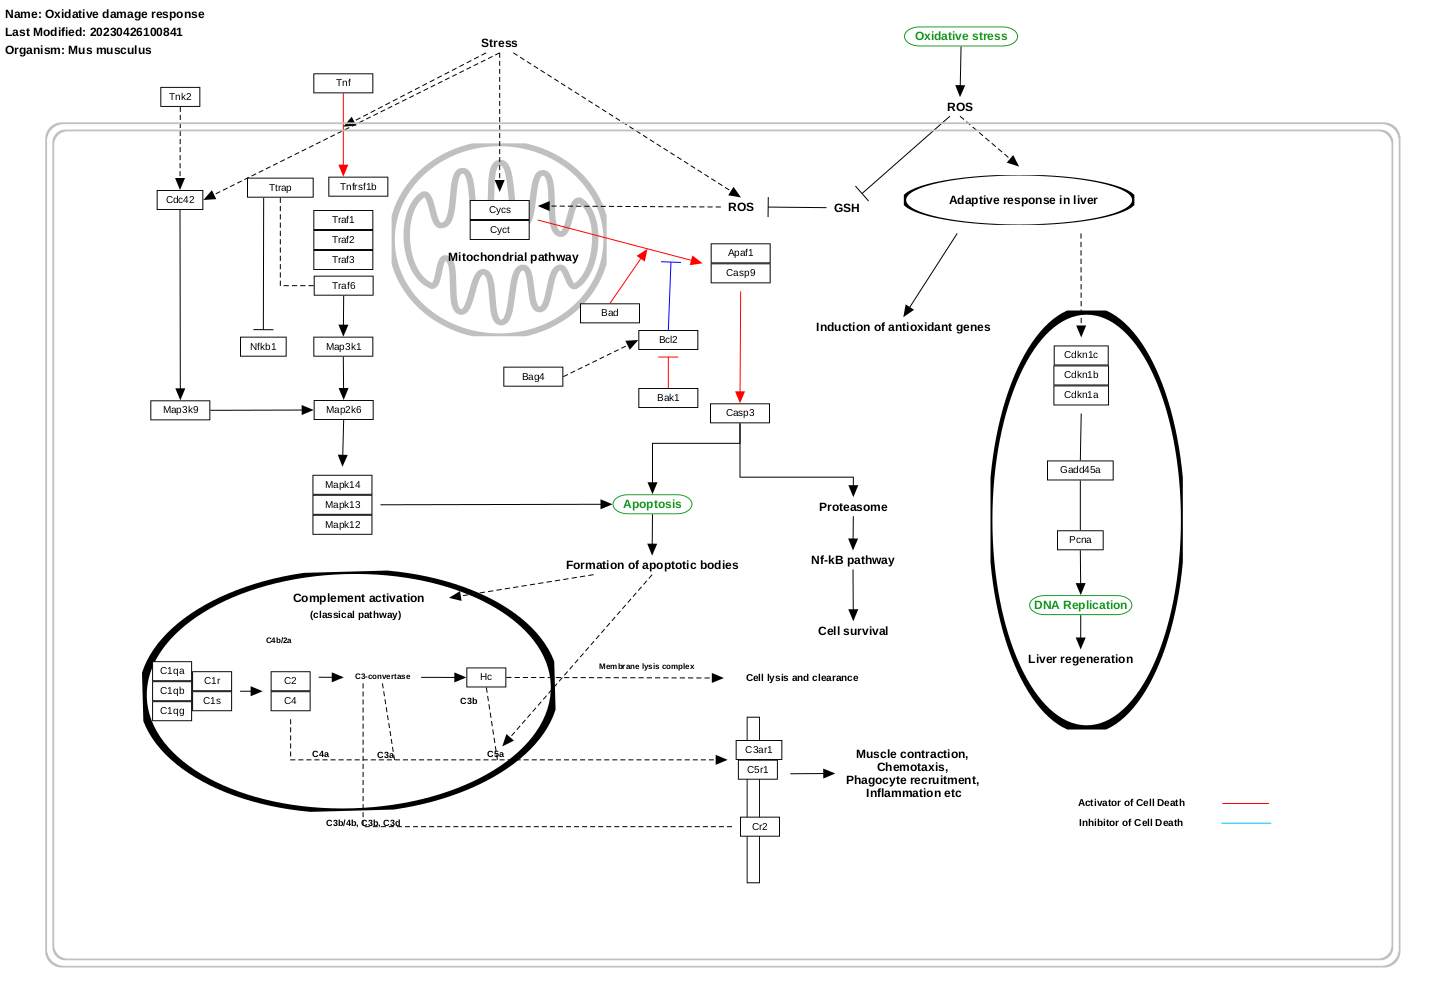 Name: Oxidative damage response
Last Modified: 20230426100841
Organism: Mus musculus
Stress
Oxidative stress
Tnf
Tnk2
ROS
Ttrap
Tnfrsf1b
Cdc42
Cycs
Cyct
ROS
GSH
Adaptive response in liver
Traf1
Traf2
Traf3
Traf6
Mitochondrial pathway
Apaf1
Casp9
Bad
Induction of antioxidant genes
Nfkb1
Map3k1
Bcl2
Bag4
Bak1
Cdkn1c
Cdkn1b
Cdkn1a
Map3k9
Map2k6
Casp3
Gadd45a
Mapk14
Mapk13
Mapk12
Apoptosis
Proteasome
Pcna
Formation of apoptotic bodies
Nf-kB pathway
DNA Replication
Complement activation
(classical pathway)
Cell survival
Liver regeneration
C4b/2a
C1qa
C1qb
C1qg
C1r
C1s
C2
C4
C3-convertase
Hc
Membrane lysis complex
Cell lysis and clearance
C3b
C4a
C3a
C5a
C3ar1
C5r1
Muscle contraction,
Chemotaxis,
Phagocyte recruitment,
Inflammation etc
C3b/4b, C3b, C3d
Cr2
Activator of Cell Death
Inhibitor of Cell Death